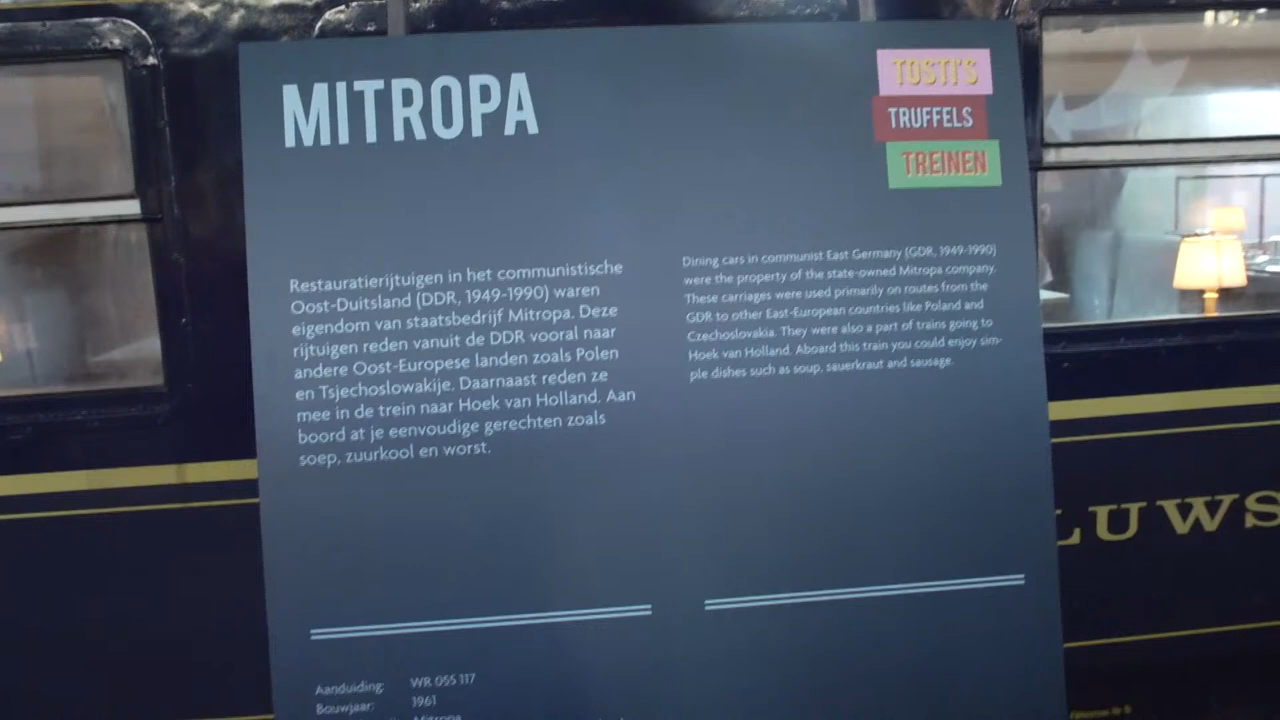 MITROPA
TOSTI'S
TRUFFELS
TREINEN
Restauratierijtuigen in het communistische
Oost-Duitsland (DDR, 1949-1990) waren
eigendom van staatsbedrijf Mitropa. Deze
rijtuigen reden vanuit de DDR vooral naar
andere Oost-Europese landen zoals Polen
en Tsjechoslowakije. Daarnaast reden ze
mee in de trein naar Hoek van Holland. Aan
boord at je eenvoudige gerechten zoals
soep, zuurkool en worst.
Dining cars in communist East Germany (GDR, 1949-1990)
were the property of the state-owned Mitropa company.
These carriages were used primarily on routes from the
GDR to other East-European countries like Poland and
Czechoslovakia. They were also a part of trains going to
Hoek van Holland. Aboard this train you could enjoy sim-
ple dishes such as soup, sauerkraut and sausage.
LUWS
Aanduiding: WR 055 117
Bouwjaar: 1961
Mitropa